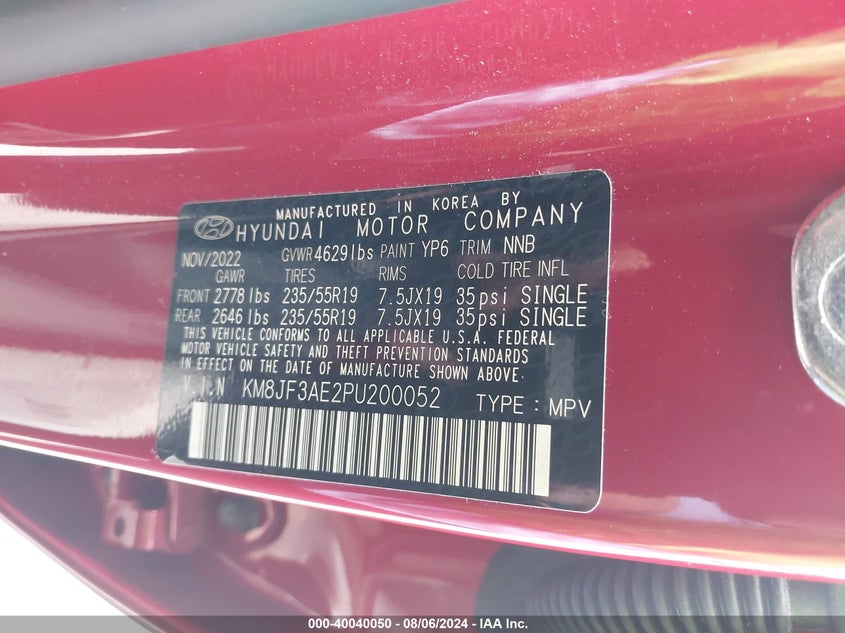 MANUFACTURED IN KOREA BY
HYUNDAI MOTOR COMPANY
NOV/2022 GVWR 4629 lbs PAINT YP6 TRIM NNB
GAWR TIRES RIMS COLD TIRE INFL
FRONT 2778 lbs 235/55R19 7.5JX19 35psi SINGLE
REAR 2646 lbs 235/55R19 7.5JX19 35psi SINGLE
THIS VEHICLE CONFORMS TO ALL APPLICABLE U.S.A. FEDERAL
MOTOR VEHICLE SAFETY AND THEFT PREVENTION STANDARDS
IN EFFECT ON THE DATE OF MANUFACTURE SHOWN ABOVE.
V.I.N KM8JF3AE2PU200052 TYPE : MPV
000-40040050 - 08/06/2024 - IAA Inc.